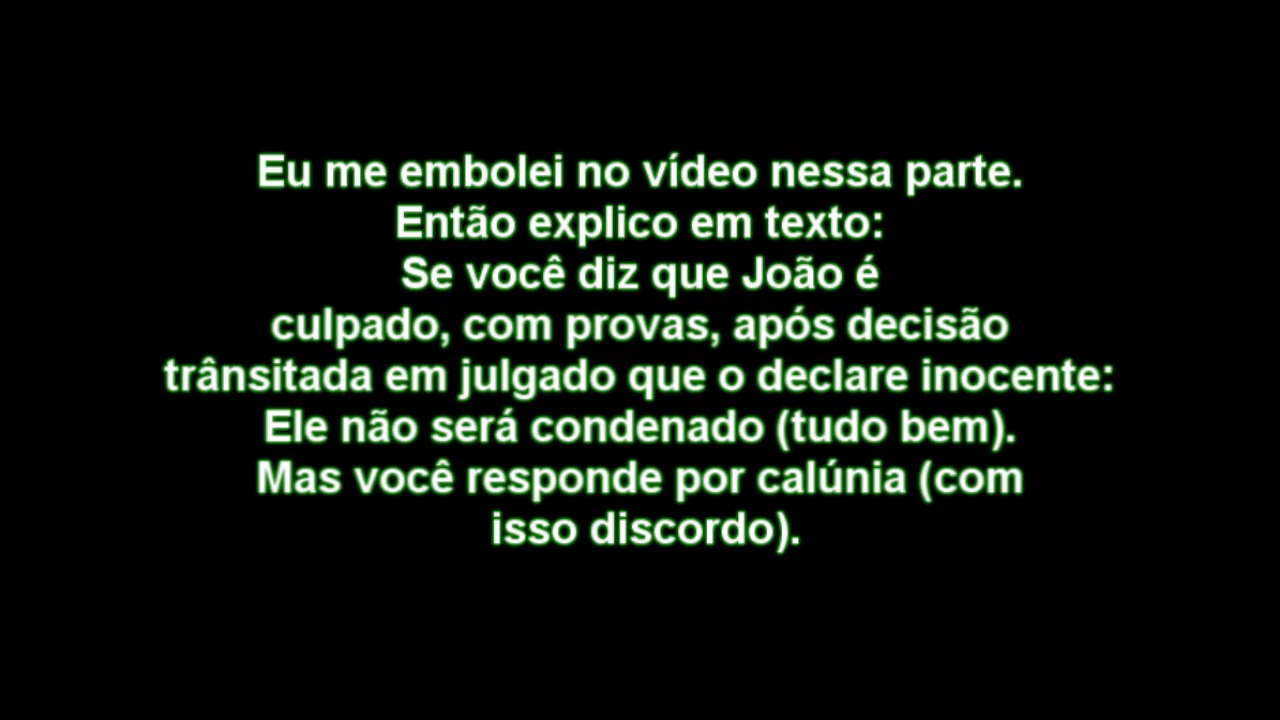 Eu me embolei no vídeo nessa parte.
Então explico em texto:
Se você diz que João é
culpado, com provas, após decisão
trânsitada em julgado que o declare inocente:
Ele não será condenado (tudo bem).
Mas você responde por calúnia (com
isso discordo).